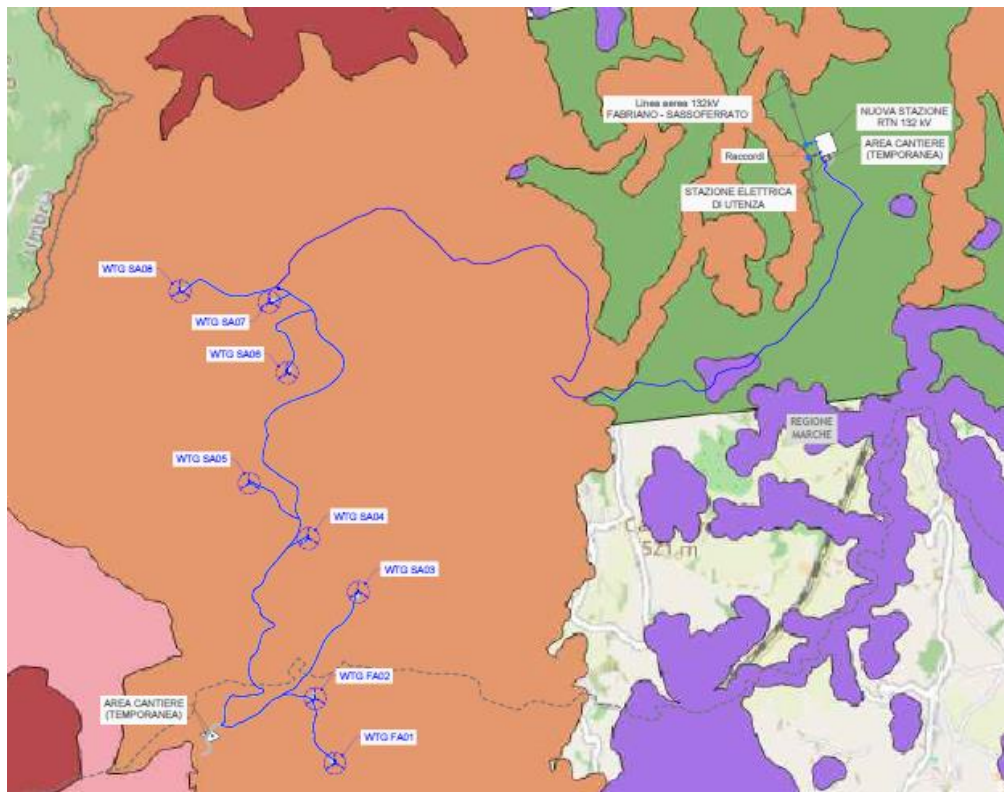 Linea aerea 132kV
FABRIANO - SASSOFERRATO
NUOVA STAZIONE
RTN 132 kV
AREA CANTIERE
(TEMPORANEA)
Raccordi
STAZIONE ELETTRICA
DI UTENZA
WTG SA08
WTG SA07
WTG SA06
REGIONE
MARCHE
WTG SA05
WTG SA04
521 m
WTG SA03
WTG FA02
AREA CANTIERE
(TEMPORANEA)
WTG FA01